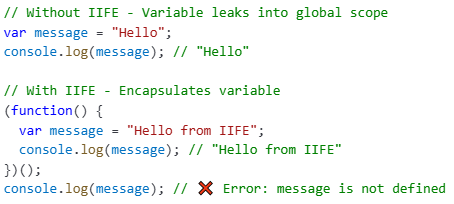 // Without IIFE - Variable leaks into global scope
var message = "Hello";
console.log(message); // "Hello"

// With IIFE - Encapsulates variable
(function() {
  var message = "Hello from IIFE";
  console.log(message); // "Hello from IIFE"
})();
console.log(message); // ❌ Error: message is not defined